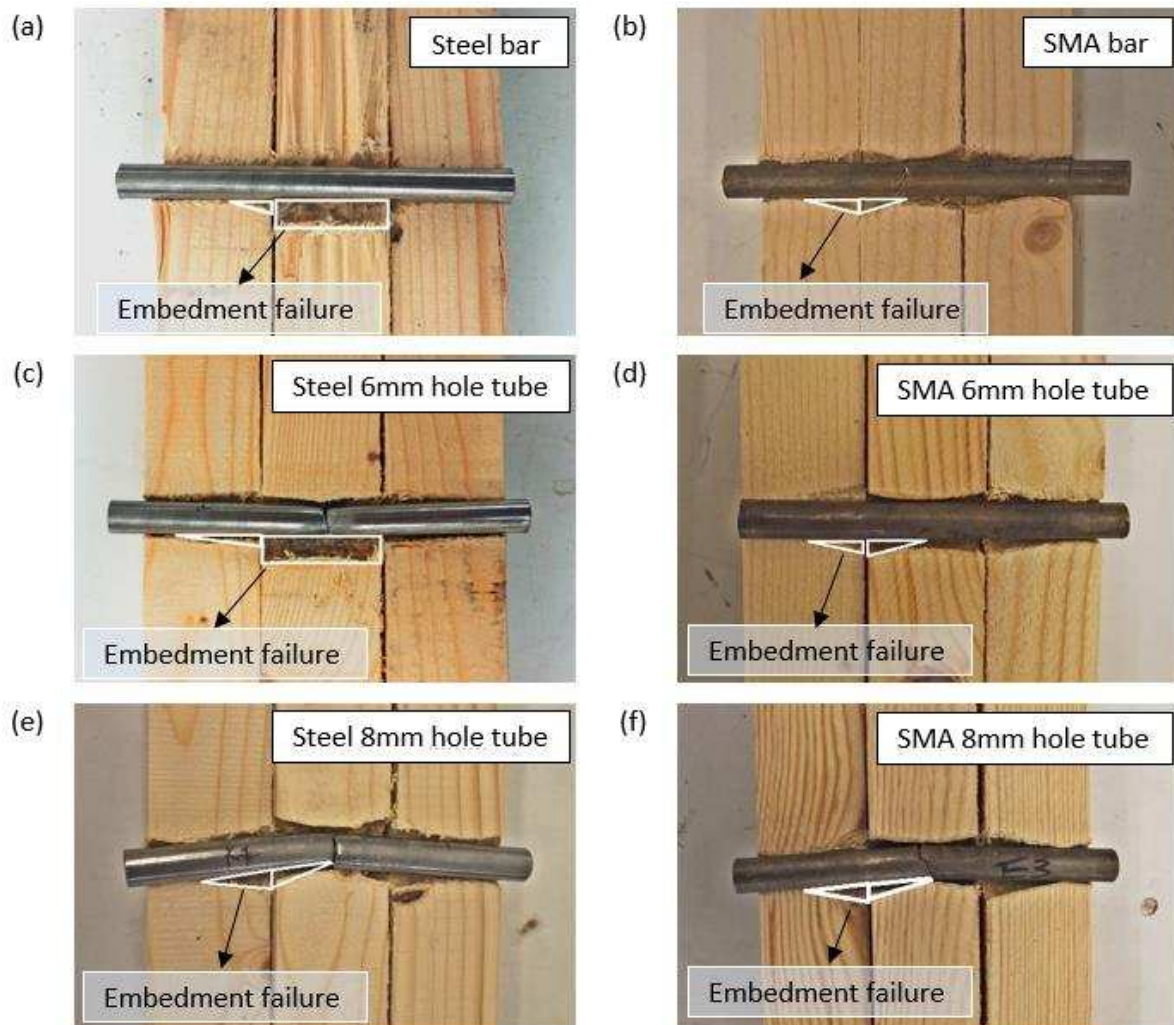 (a)
Steel bar
Embedment failure
(b)
SMA bar
Embedment failure
(c)
Steel 6mm hole tube
Embedment failure
(d)
SMA 6mm hole tube
Embedment failure
(e)
Steel 8mm hole tube
Embedment failure
(f)
SMA 8mm hole tube
Embedment failure